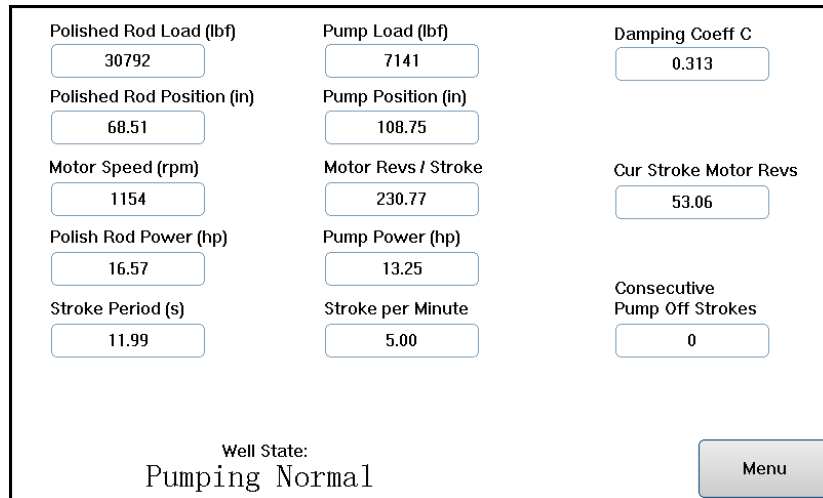 Polished Rod Load (lbf)
30792
Pump Load (lbf)
7141
Damping Coeff C
0.313
Polished Rod Position (in)
68.51
Pump Position (in)
108.75
Motor Speed (rpm)
1154
Motor Revs / Stroke
230.77
Cur Stroke Motor Revs
53.06
Polish Rod Power (hp)
16.57
Pump Power (hp)
13.25
Stroke Period (s)
11.99
Stroke per Minute
5.00
Consecutive
Pump Off Strokes
0
Well State:
Pumping Normal
Menu